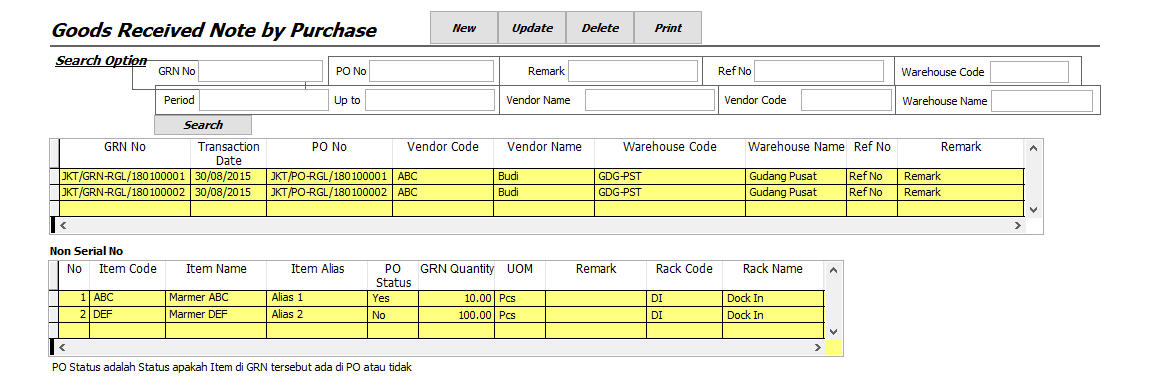 Goods Received Note by Purchase New Update Delete Print
Search Option
GRN No PO No Remark Ref No Warehouse Code
Period Up to Vendor Name Vendor Code Warehouse Name
Search
GRN No Transaction Date PO No Vendor Code Vendor Name Warehouse Code Warehouse Name Ref No Remark
JKT/GRN-RGL/180100001 30/08/2015 JKT/PO-RGL/180100001 ABC Budi GDG-PST Gudang Pusat Ref No Remark
JKT/GRN-RGL/180100002 30/08/2015 JKT/PO-RGL/180100002 ABC Budi GDG-PST Gudang Pusat Ref No Remark
Non Serial No
No Item Code Item Name Item Alias PO Status GRN Quantity UOM Remark Rack Code Rack Name
1 ABC Marmer ABC Alias 1 Yes 10.00 Pcs DI Dock In
2 DEF Marmer DEF Alias 2 No 100.00 Pcs DI Dock In
PO Status adalah Status apakah Item di GRN tersebut ada di PO atau tidak